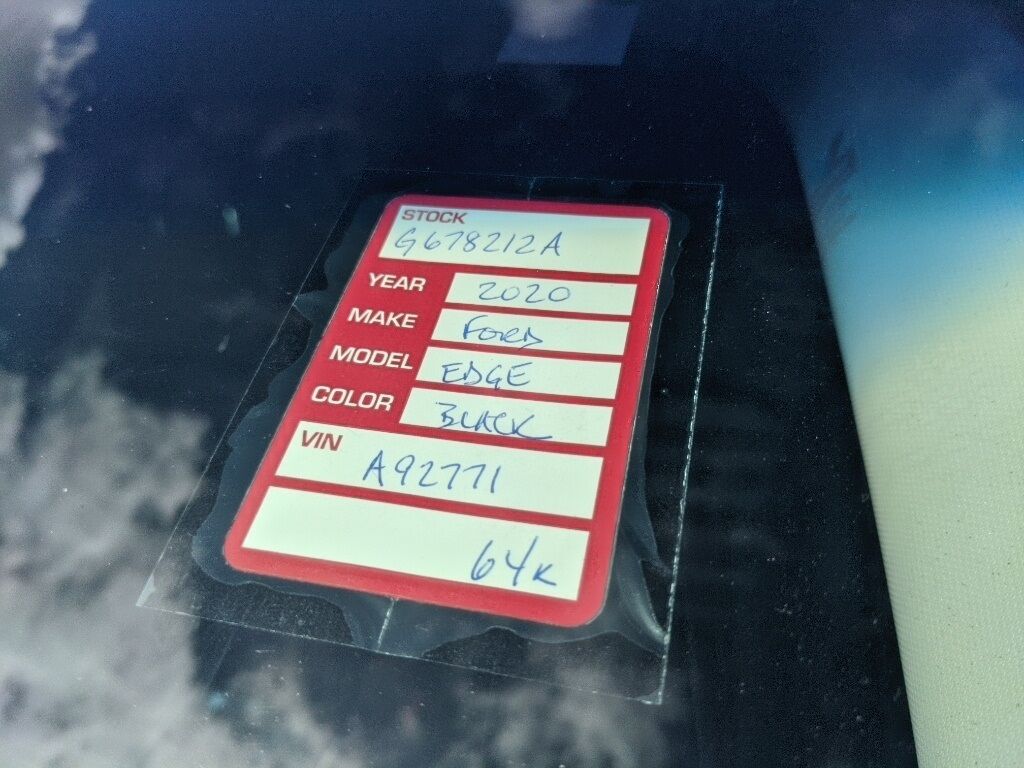 STOCK
G678212A
YEAR 2020
MAKE FORD
MODEL EDGE
COLOR BLACK
VIN
A92771
64K